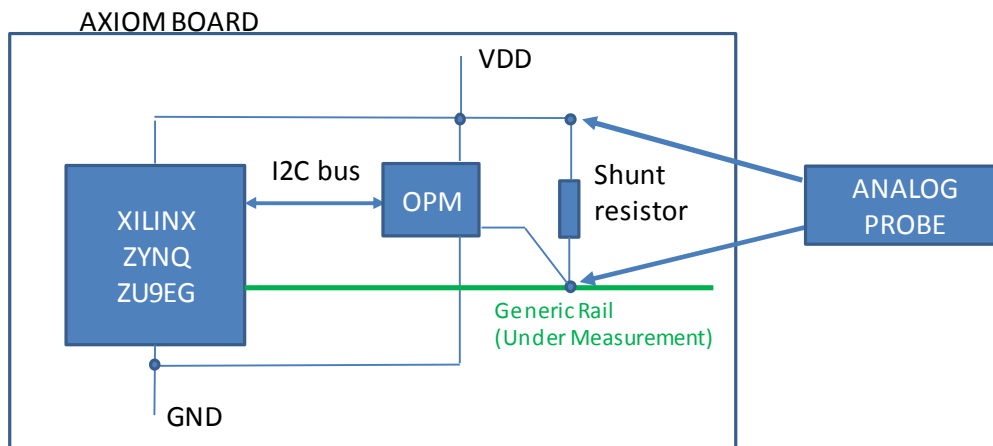 AXIOM BOARD
VDD
I2C bus
OPM
Shunt
resistor
XILINX
ZYNQ
ZU9EG
ANALOG
PROBE
Generic Rail
(Under Measurement)
GND